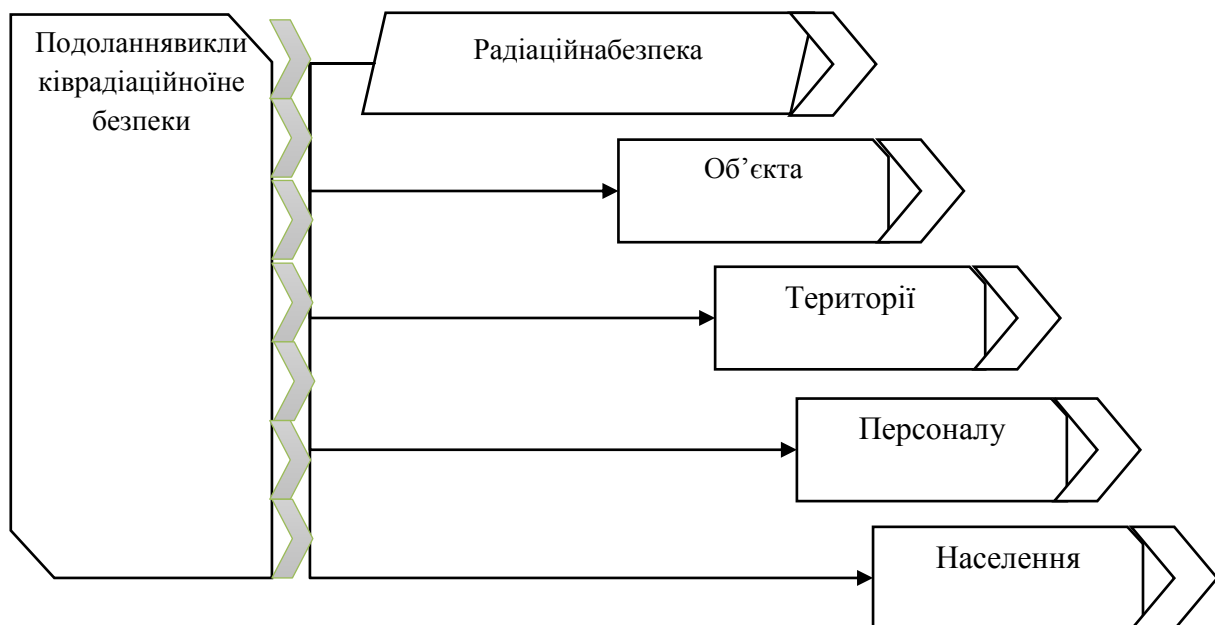 Подоланнявикли
ківрадіаційноїне
безпеки
Радіаційнабезпека
Об’єкта
Території
Персоналу
Населення